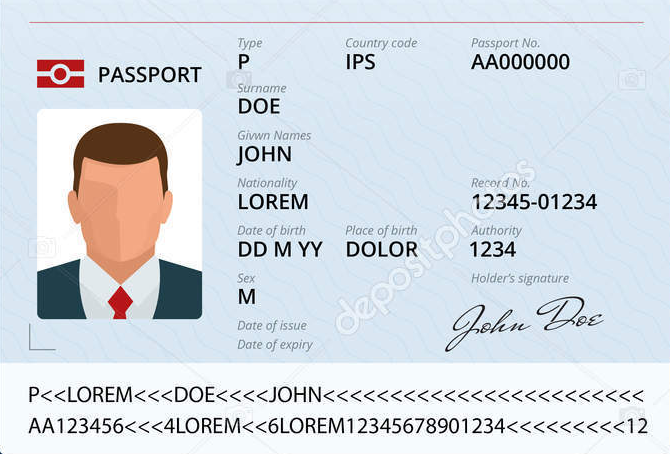 Type Country code Passport No.
PASSPORT P IPS AA000000
Surname
DOE
Givwn Names
JOHN
Nationality Record No.
LOREM 12345-01234
Date of birth Place of birth Authority
DD M YY DOLOR 1234
Sex Holder's signature
M
John Doe
Date of issue
Date of expiry
P<<LOREM<<<DOE<<<<JOHN<<<<<<<<<<<<<<<<<<<<<<<<
AA123456<<<4LOREM<<6LOREM12345678901234<<<<<<<<<12
depositphotos